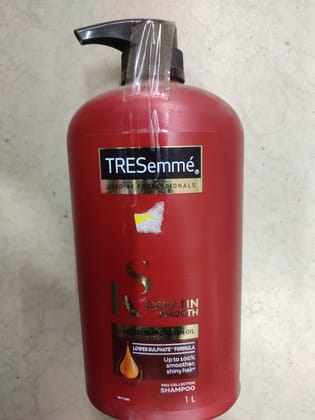 TRESemmé®
USED BY PROFESSIONALS
KS
KERATIN
SMOOTH
LOWER SULPHATE** FORMULA
Up to 100%
smoother,
shiny hair*
PRO COLLECTION
SHAMPOO
1 L